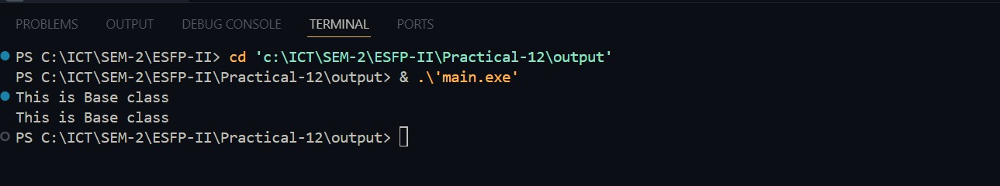 PROBLEMS OUTPUT DEBUG CONSOLE TERMINAL PORTS
PS C:\ICT\SEM-2\ESFP-II> cd 'c:\ICT\SEM-2\ESFP-II\Practical-12\output'
PS C:\ICT\SEM-2\ESFP-II\Practical-12\output> & .\'main.exe'
This is Base class
This is Base class
PS C:\ICT\SEM-2\ESFP-II\Practical-12\output>